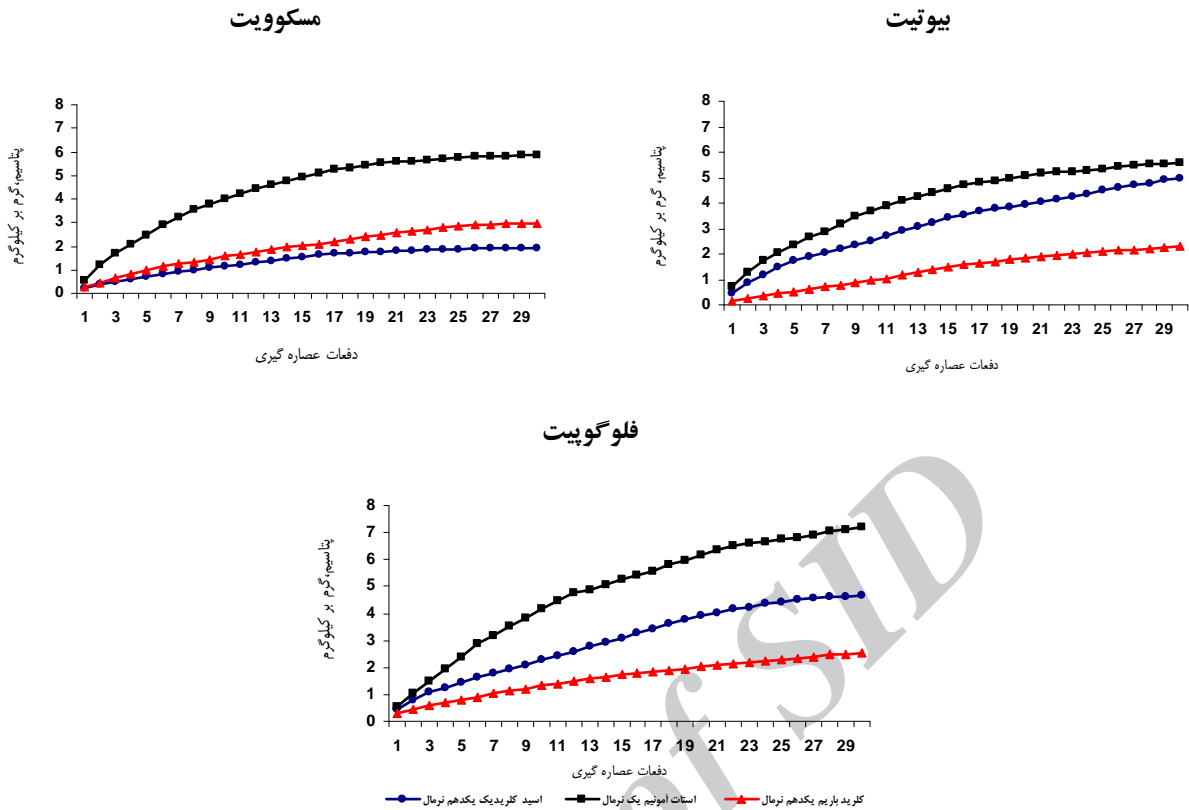 مسکوویت
بیوتیت
8
7
6
5
4
3
2
1
0
پتاسیم، گرم بر کیلوگرم
1 3 5 7 9 11 13 15 17 19 21 23 25 27 29
دفعات عصاره گیری
8
7
6
5
4
3
2
1
0
پتاسیم، گرم بر کیلوگرم
1 3 5 7 9 11 13 15 17 19 21 23 25 27 29
دفعات عصاره گیری
فلوگوپیت
8
7
6
5
4
3
2
1
0
پتاسیم، گرم بر کیلوگرم
1 3 5 7 9 11 13 15 17 19 21 23 25 27 29
دفعات عصاره گیری
اسید کلریدیک یکدهم نرمال
استات آمونیم یک نرمال
کلرید باریم یکدهم نرمال
of SID